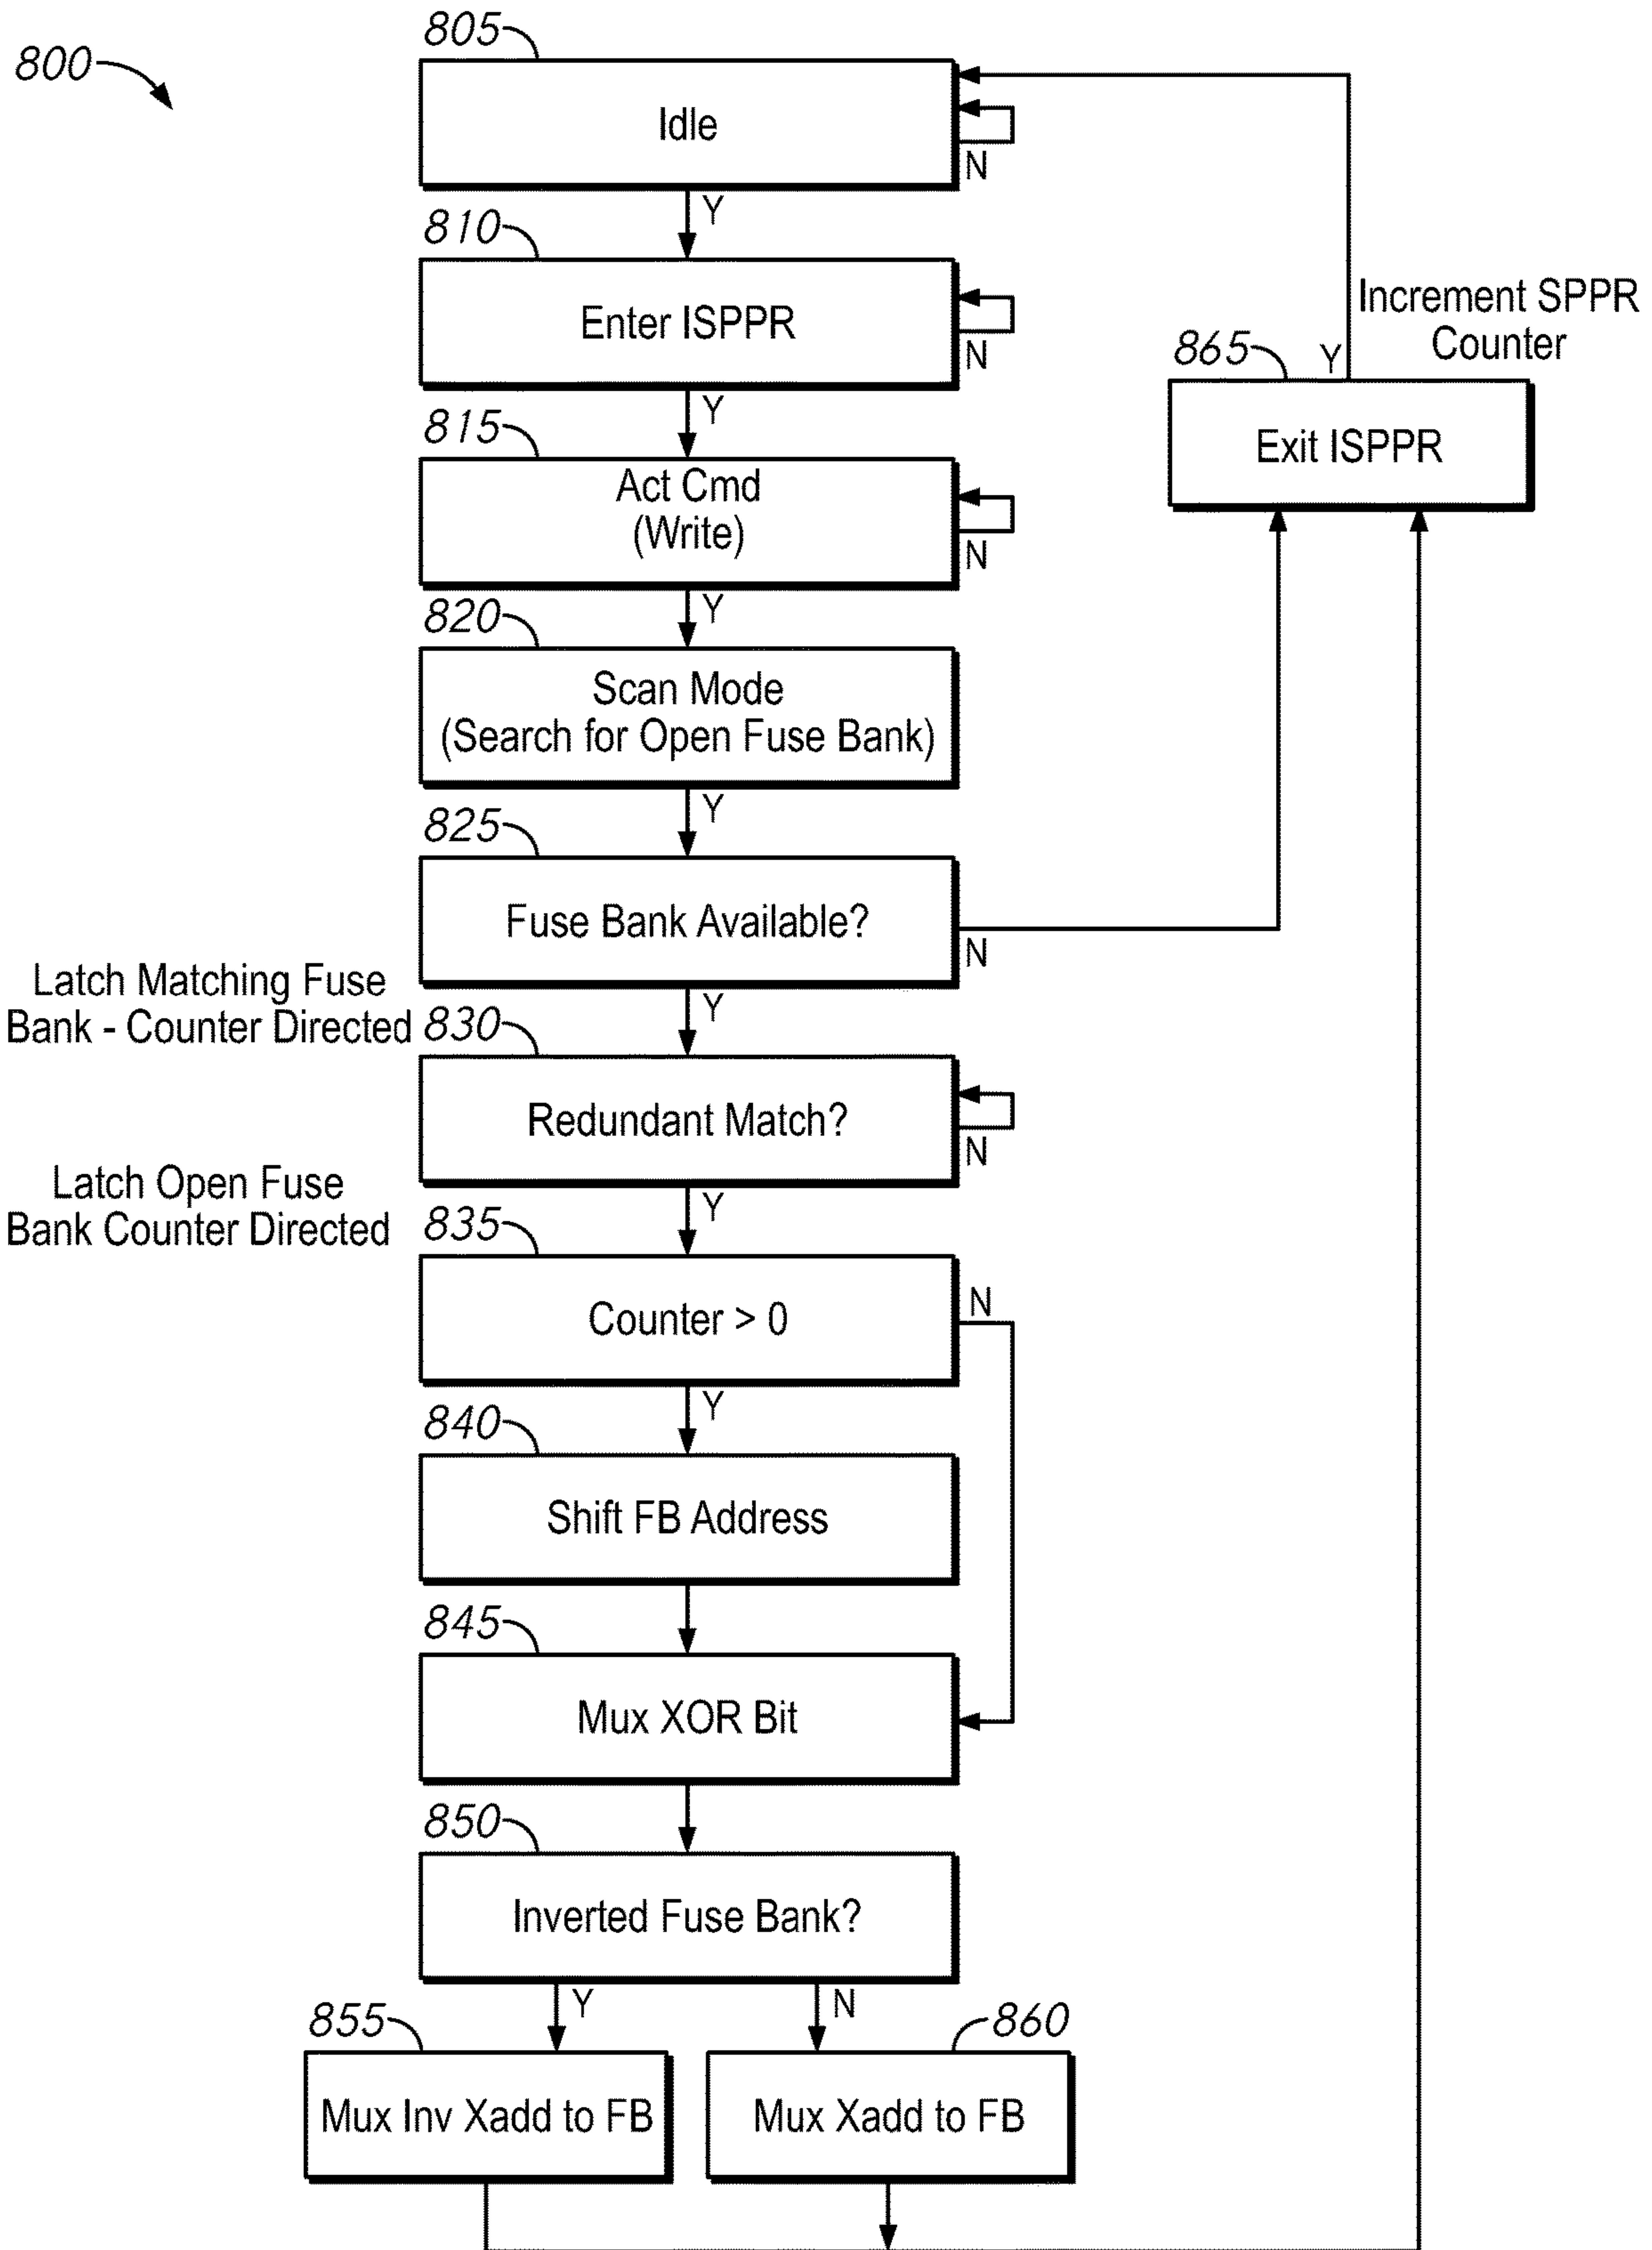 800
805
Idle
N
Y
810
Enter ISPPR
N
Y
Increment SPPR
Counter
865
Y
Exit ISPPR
815
Act Cmd
(Write)
N
Y
820
Scan Mode
(Search for Open Fuse Bank)
Y
825
Fuse Bank Available?
N
Y
Latch Matching Fuse
Bank - Counter Directed
830
Redundant Match?
N
Y
Latch Open Fuse
Bank Counter Directed
835
Counter > 0
N
Y
840
Shift FB Address
845
Mux XOR Bit
850
Inverted Fuse Bank?
Y
N
855
Mux Inv Xadd to FB
860
Mux Xadd to FB